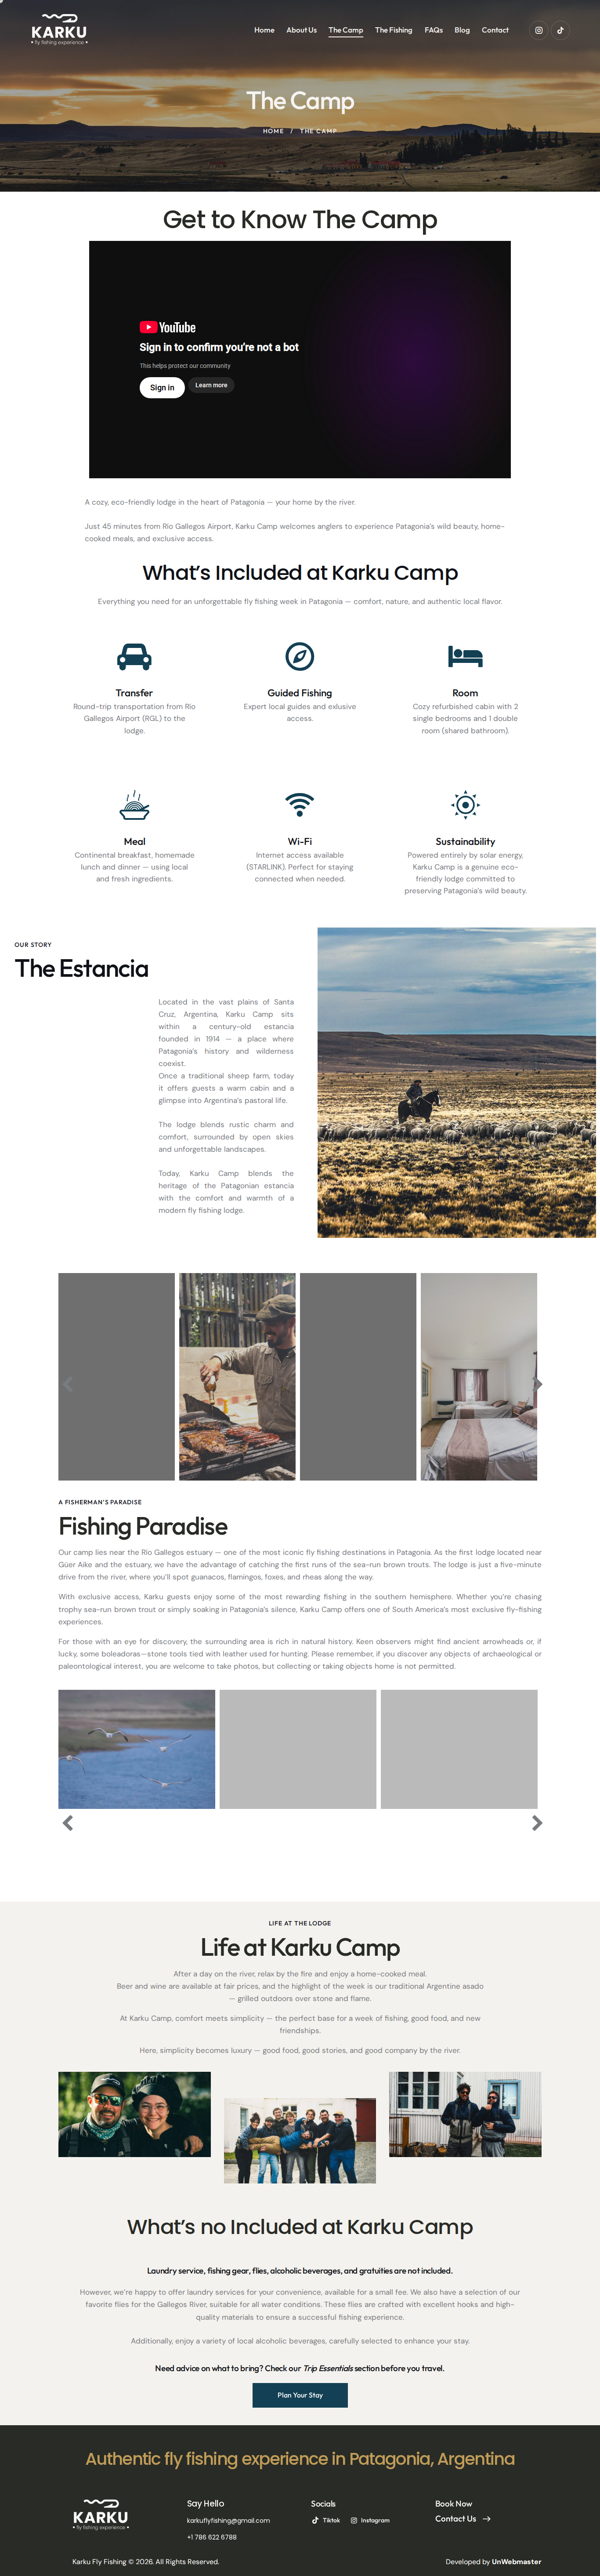 KARKU
• fly fishing experience •
Home
About Us
The Camp
The Fishing
FAQs
Blog
Contact
The Camp
HOME / THE CAMP
Get to Know The Camp
YouTube
Sign in to confirm you're not a bot
This helps protect our community
Sign in
Learn more
A cozy, eco-friendly lodge in the heart of Patagonia — your home by the river.
Just 45 minutes from Río Gallegos Airport, Karku Camp welcomes anglers to experience Patagonia's wild beauty, home-
cooked meals, and exclusive access.
What's Included at Karku Camp
Everything you need for an unforgettable fly fishing week in Patagonia — comfort, nature, and authentic local flavor.
Transfer
Round-trip transportation from Río
Gallegos Airport (RGL) to the
lodge.
Guided Fishing
Expert local guides and exlusive
access.
Room
Cozy refurbished cabin with 2
single bedrooms and 1 double
room (shared bathroom).
Meal
Continental breakfast, homemade
lunch and dinner — using local
and fresh ingredients.
Wi-Fi
Internet access available
(STARLINK). Perfect for staying
connected when needed.
Sustainability
Powered entirely by solar energy,
Karku Camp is a genuine eco-
friendly lodge committed to
preserving Patagonia's wild beauty.
OUR STORY
The Estancia
Located in the vast plains of Santa
Cruz, Argentina, Karku Camp sits
within a century-old estancia
founded in 1914 — a place where
Patagonia's history and wilderness
coexist.
Once a traditional sheep farm, today
it offers guests a warm cabin and a
glimpse into Argentina's pastoral life.
The lodge blends rustic charm and
comfort, surrounded by open skies
and unforgettable landscapes.
Today, Karku Camp blends the
heritage of the Patagonian estancia
with the comfort and warmth of a
modern fly fishing lodge.
A FISHERMAN'S PARADISE
Fishing Paradise
Our camp lies near the Río Gallegos estuary — one of the most iconic fly fishing destinations in Patagonia. As the first lodge located near
Güer Aike and the estuary, we have the advantage of catching the first runs of the sea-run brown trouts. The lodge is just a five-minute
drive from the river, where you'll spot guanacos, flamingos, foxes, and rheas along the way.
With exclusive access, Karku guests enjoy some of the most rewarding fishing in the southern hemisphere. Whether you're chasing
trophy sea-run brown trout or simply soaking in Patagonia's silence, Karku Camp offers one of South America's most exclusive fly-fishing
experiences.
For those with an eye for discovery, the surrounding area is rich in natural history. Keen observers might find ancient arrowheads or, if
lucky, some boleadoras—stone tools tied with leather used for hunting. Please remember, if you discover any objects of archaeological or
paleontological interest, you are welcome to take photos, but collecting or taking objects home is not permitted.
LIFE AT THE LODGE
Life at Karku Camp
After a day on the river, relax by the fire and enjoy a home-cooked meal.
Beer and wine are available at fair prices, and the highlight of the week is our traditional Argentine asado
— grilled outdoors over stone and flame.
At Karku Camp, comfort meets simplicity — the perfect base for a week of fishing, good food, and new
friendships.
Here, simplicity becomes luxury — good food, good stories, and good company by the river.
What's no Included at Karku Camp
Laundry service, fishing gear, flies, alcoholic beverages, and gratuities are not included.
However, we're happy to offer laundry services for your convenience, available for a small fee. We also have a selection of our
favorite flies for the Gallegos River, suitable for all water conditions. These flies are crafted with excellent hooks and high-
quality materials to ensure a successful fishing experience.
Additionally, enjoy a variety of local alcoholic beverages, carefully selected to enhance your stay.
Need advice on what to bring? Check our Trip Essentials section before you travel.
Plan Your Stay
Authentic fly fishing experience in Patagonia, Argentina
KARKU
• fly fishing experience •
Say Hello
karkuflyfishing@gmail.com
+1 786 622 6788
Socials
Tiktok
Instagram
Book Now
Contact Us
Karku Fly Fishing © 2026. All Rights Reserved.
Developed by UnWebmaster